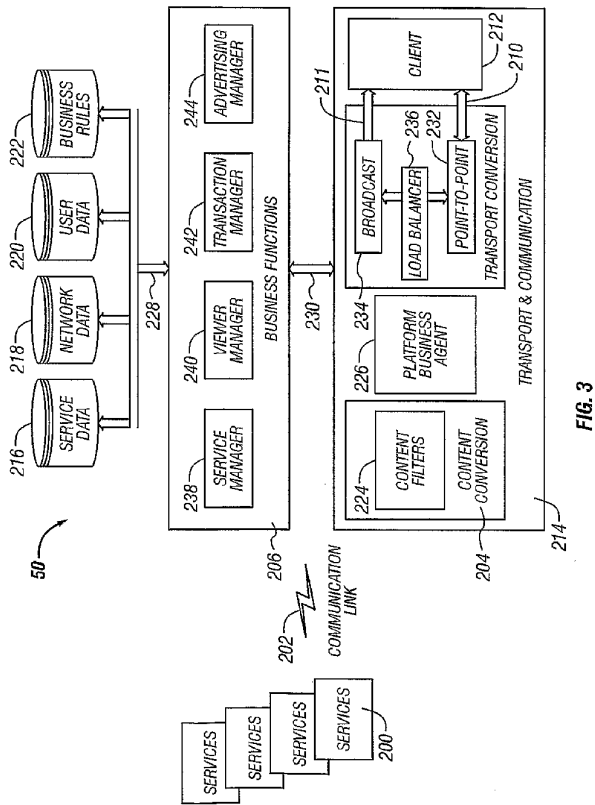 50
216
SERVICE
DATA
218
NETWORK
DATA
220
USER
DATA
222
BUSINESS
RULES
228
206
238
SERVICE
MANAGER
240
VIEWER
MANAGER
242
TRANSACTION
MANAGER
244
ADVERTISING
MANAGER
BUSINESS FUNCTIONS
230
200
SERVICES
SERVICES
SERVICES
SERVICES
202
COMMUNICATION
LINK
204
224
CONTENT
FILTERS
CONTENT
CONVERSION
226
PLATFORM
BUSINESS
AGENT
234
BROADCAST
LOAD BALANCER
236
232
POINT-TO-POINT
TRANSPORT CONVERSION
211
CLIENT
212
210
TRANSPORT & COMMUNICATION
214
FIG. 3